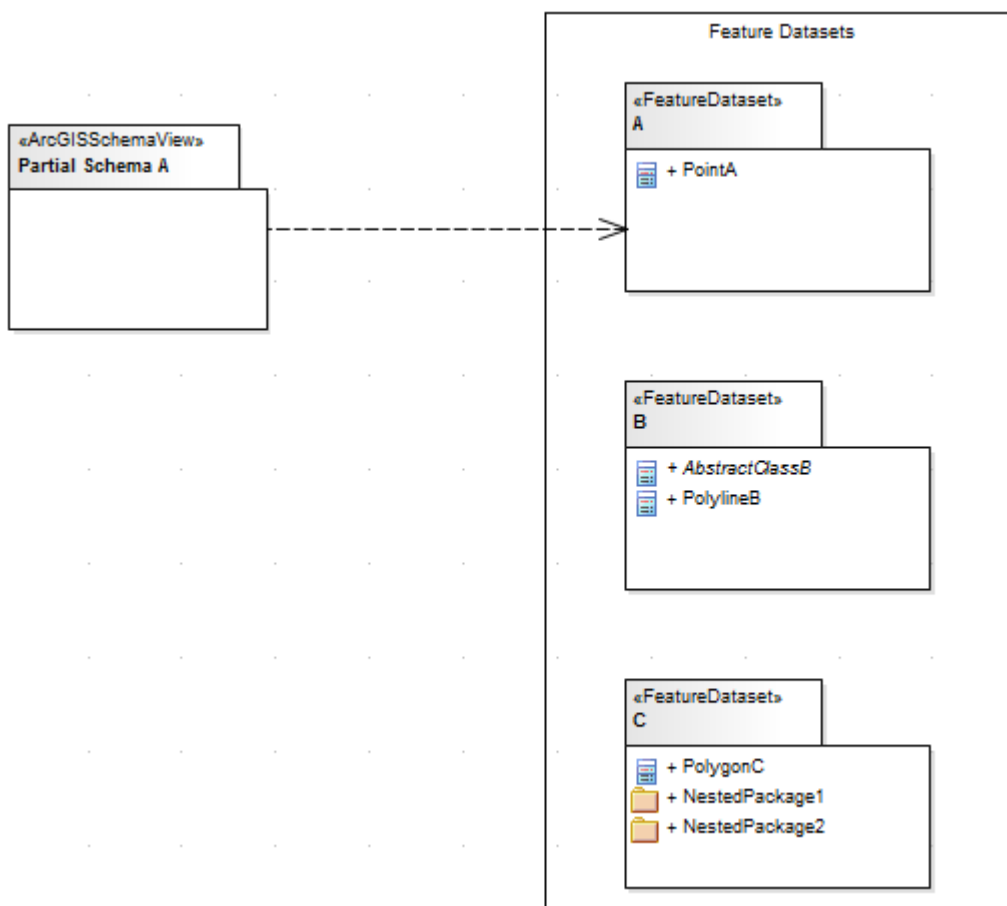 Feature Datasets
«FeatureDataset»
A
+ PointA
«ArcGISSchemaView»
Partial Schema A
«FeatureDataset»
B
+ AbstractClassB
+ PolylineB
«FeatureDataset»
C
+ PolygonC
+ NestedPackage1
+ NestedPackage2